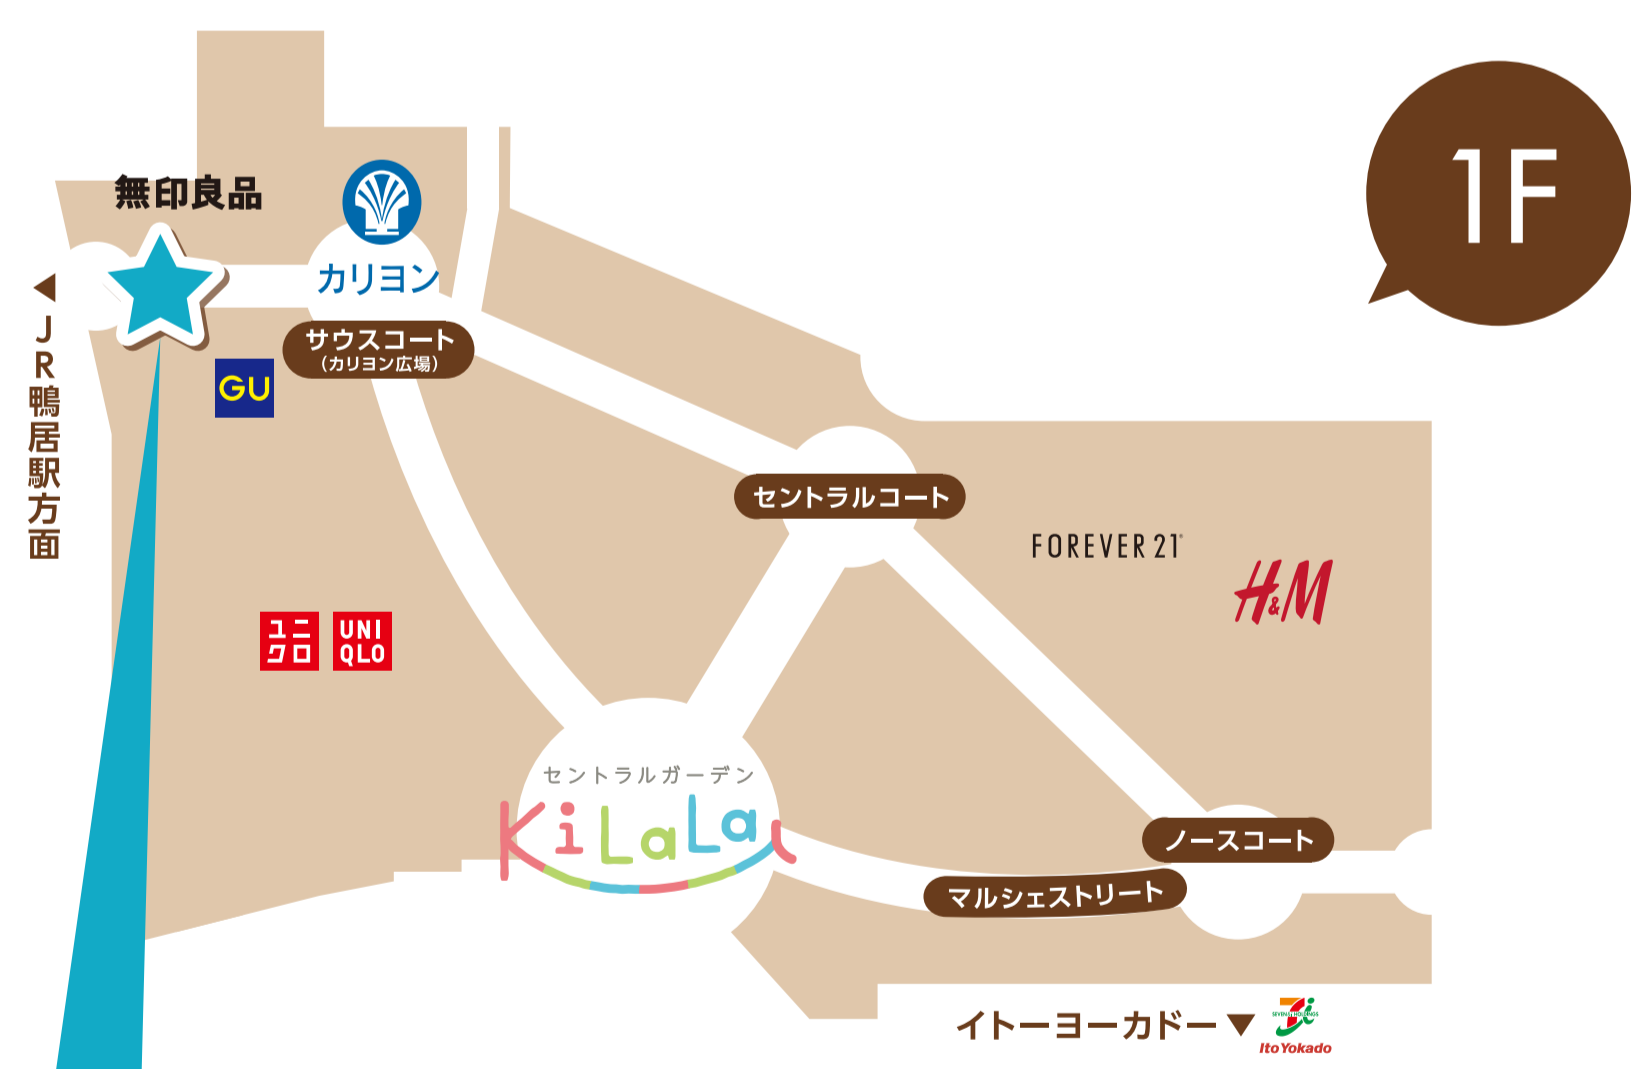 1F
無印良品
カリヨン
サウスコート
（カリヨン広場）
GU
JR鴨居駅方面
セントラルコート
FOREVER 21
H&M
ユニクロ
UNIQLO
セントラルガーデン
KiLaLa
ノースコート
マルシェストリート
イトーヨーカドー
SEVEN&i HOLDINGS
Ito Yokado